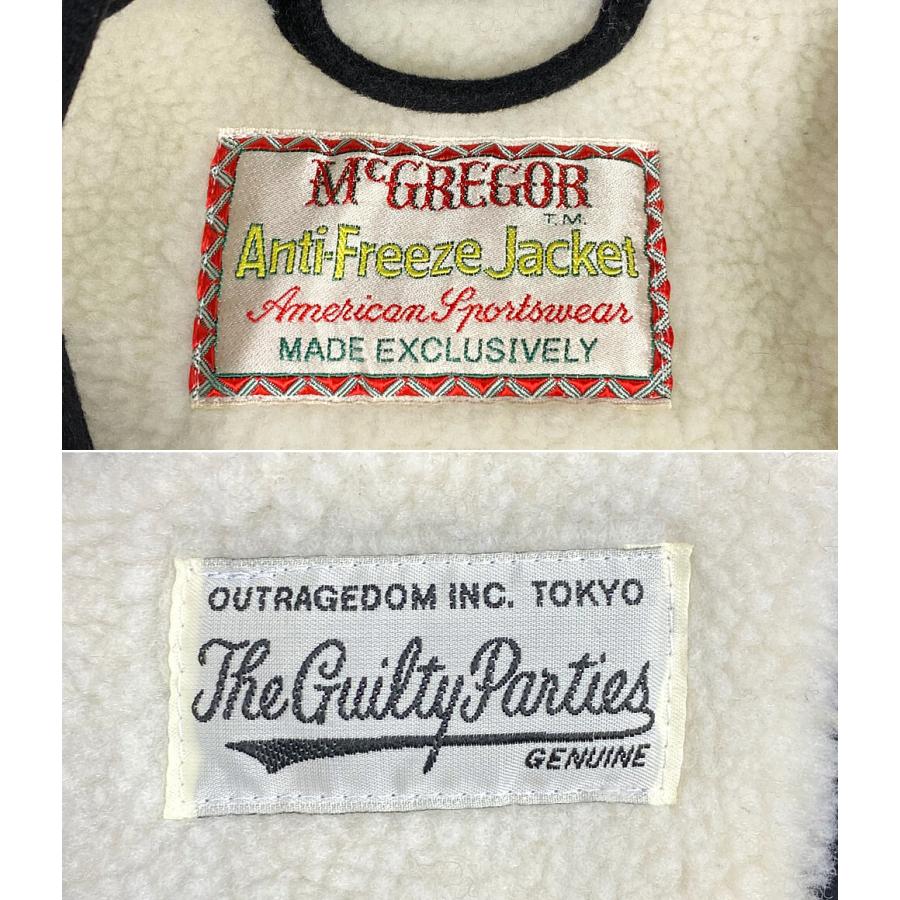 McGREGOR
T.M.
Anti-Freeze Jacket
American Sportswear
MADE EXCLUSIVELY
OUTRAGEDOM INC. TOKYO
The Guilty Parties
GENUINE